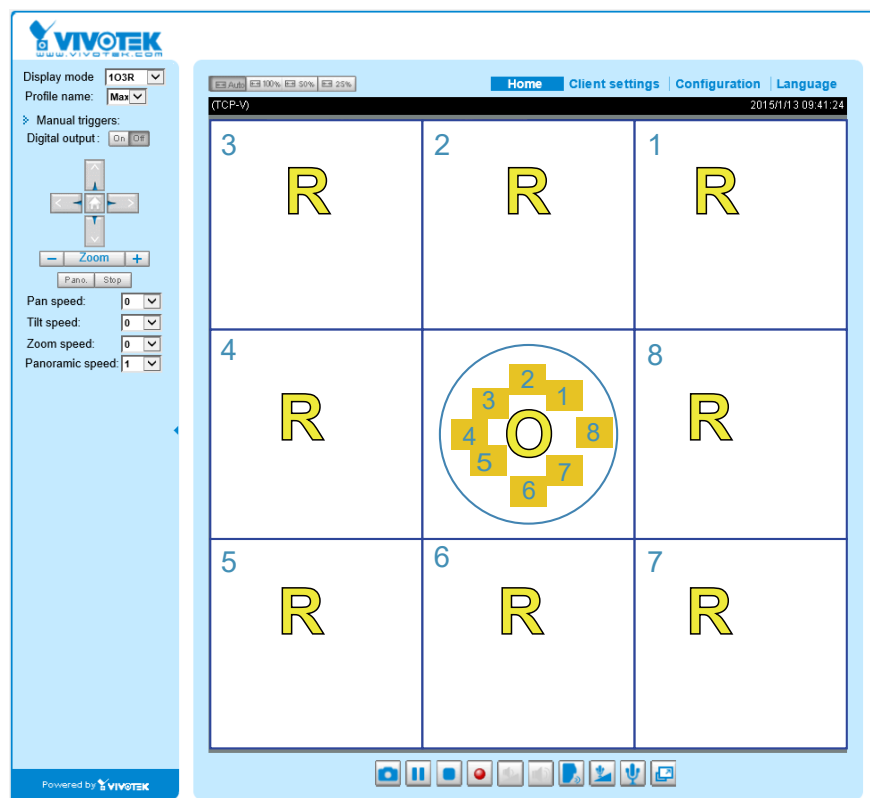 VIVOTEK
www.vivotek.com
Display mode 1O3R
Profile name: Max
Manual triggers:
Digital output: On Off
Zoom
Pano. Stop
Pan speed: 0
Tilt speed: 0
Zoom speed: 0
Panoramic speed: 1
Powered by VIVOTEK
Auto 100% 50% 25%
Home Client settings Configuration Language
(TCP-V) 2015/1/13 09:41:24
3 2 1
R R R
4 8
R R
2
3 1
4 O 8
5 7
6
5 6 7
R R R